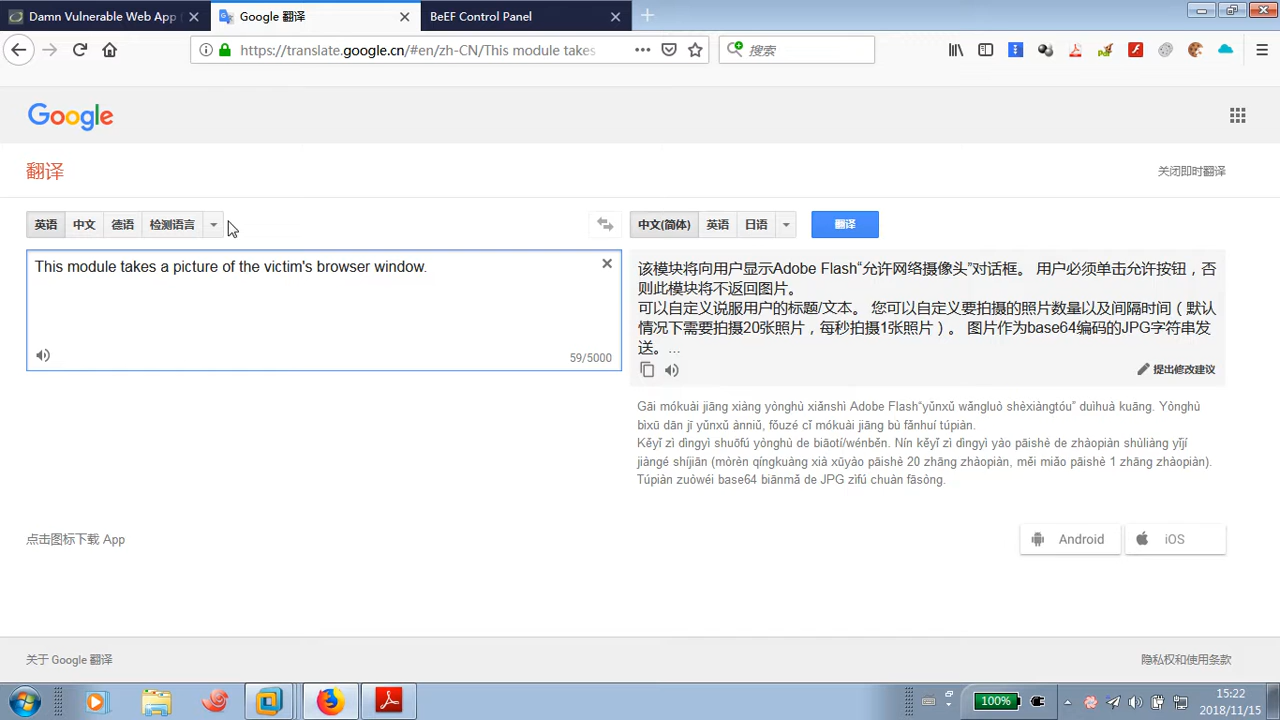 Damn Vulnerable Web App
Google 翻译
BeEF Control Panel
https://translate.google.cn/#en/zh-CN/This module takes
搜索
Google
翻译
关闭即时翻译
英语 中文 德语 检测语言
中文(简体) 英语 日语 翻译
This module takes a picture of the victim's browser window.
59/5000
该模块将向用户显示Adobe Flash“允许网络摄像头”对话框。 用户必须单击允许按钮，否
则此模块将不返回图片。
可以自定义说服用户的标题/文本。 您可以自定义要拍摄的照片数量以及间隔时间（默认
情况下需要拍摄20张照片，每秒拍摄1张照片）。 图片作为base64编码的JPG字符串发
送。...
提出修改建议
Gāi mókuài jiāng xiàng yònghù xiǎnshì Adobe Flash“yǔnxǔ wǎngluò shèxiàngtóu” duìhuà kuāng. Yònghù
bìxū dān jī yǔnxǔ ànniǔ, fǒuzé cǐ mókuài jiāng bù fǎnhuí túpiàn.
Kěyǐ zì dìngyì shuōfú yònghù de biāotí/wénběn. Nín kěyǐ zì dìngyì yào pāishè de zhàopiàn shùliàng yǐjí
jiàngé shíjiān (mòrèn qíngkuàng xià xūyào pāishè 20 zhāng zhàopiàn, měi miǎo pāishè 1 zhāng zhàopiàn).
Túpiàn zuòwéi base64 biānmǎ de JPG zìfú chuàn fāsòng.
点击图标下载 App
Android
iOS
关于 Google 翻译
隐私权和使用条款
100%
15:22
2018/11/15